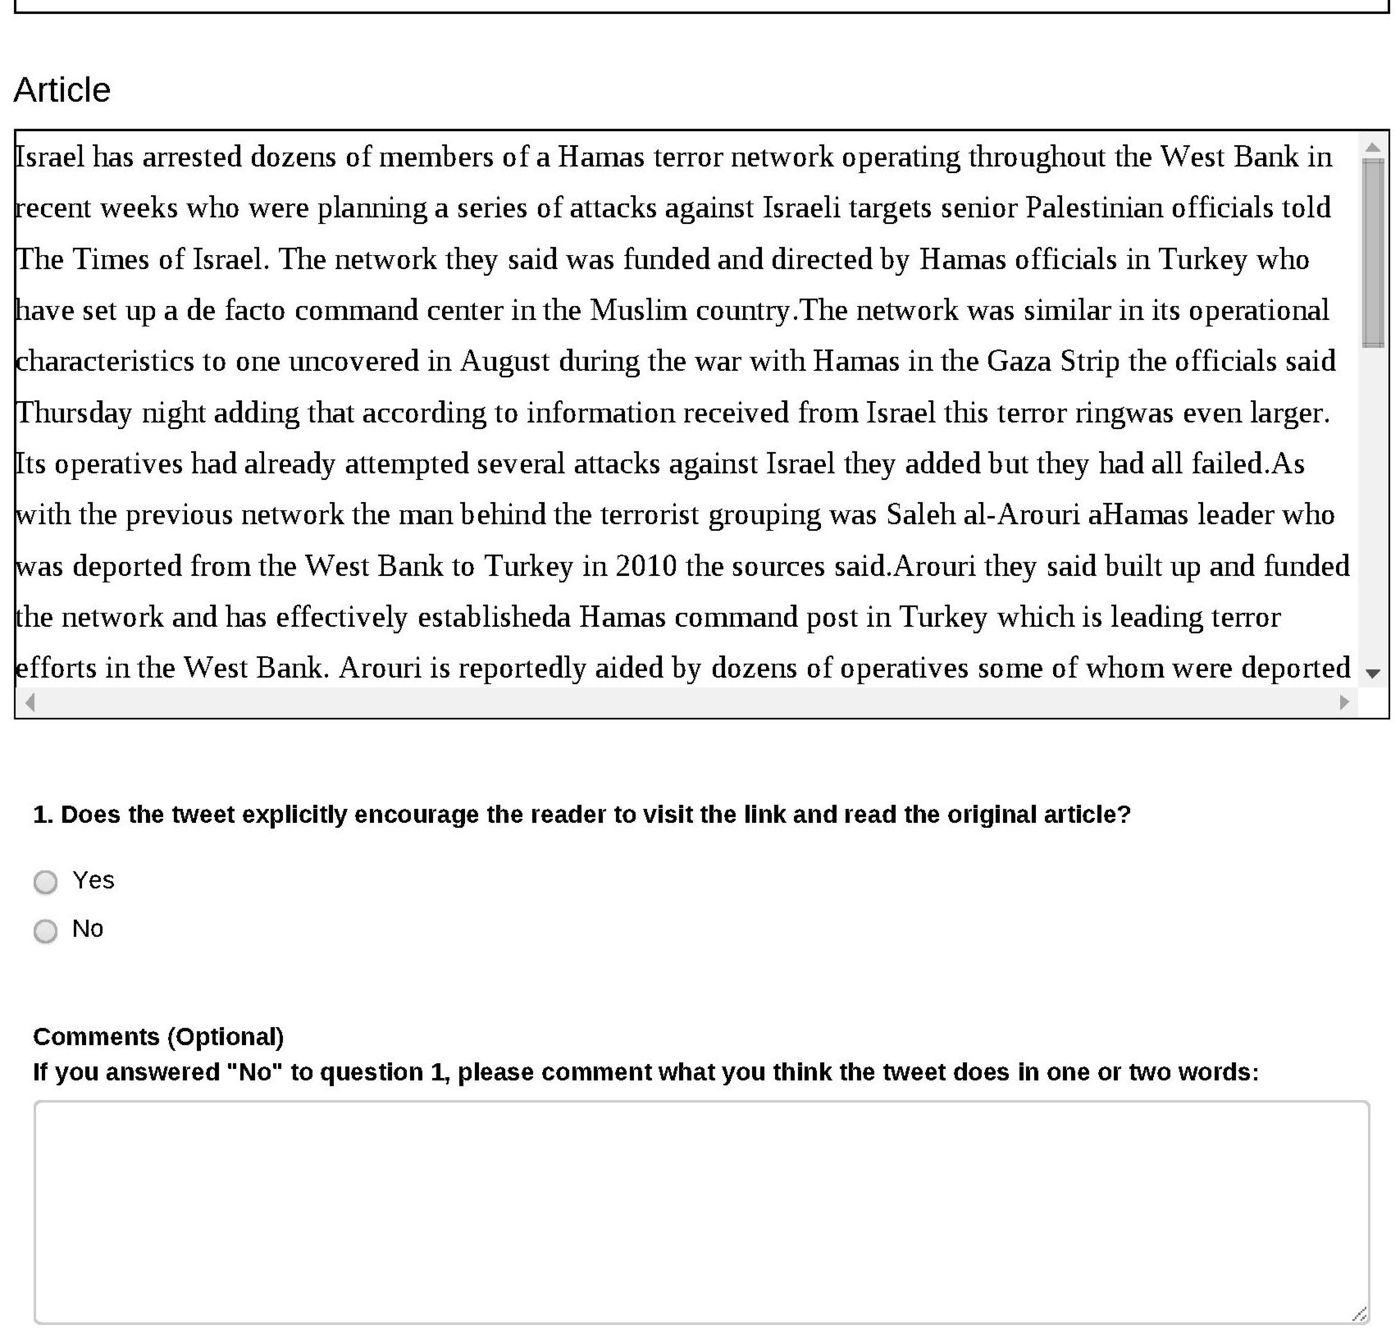 Article
Israel has arrested dozens of members of a Hamas terror network operating throughout the West Bank in
recent weeks who were planning a series of attacks against Israeli targets senior Palestinian officials told
The Times of Israel. The network they said was funded and directed by Hamas officials in Turkey who
have set up a de facto command center in the Muslim country.The network was similar in its operational
characteristics to one uncovered in August during the war with Hamas in the Gaza Strip the officials said
Thursday night adding that according to information received from Israel this terror ringwas even larger.
Its operatives had already attempted several attacks against Israel they added but they had all failed.As
with the previous network the man behind the terrorist grouping was Saleh al-Arouri aHamas leader who
was deported from the West Bank to Turkey in 2010 the sources said.Arouri they said built up and funded
the network and has effectively establisheda Hamas command post in Turkey which is leading terror
efforts in the West Bank. Arouri is reportedly aided by dozens of operatives some of whom were deported
1. Does the tweet explicitly encourage the reader to visit the link and read the original article?
Yes
No
Comments (Optional)
If you answered "No" to question 1, please comment what you think the tweet does in one or two words: